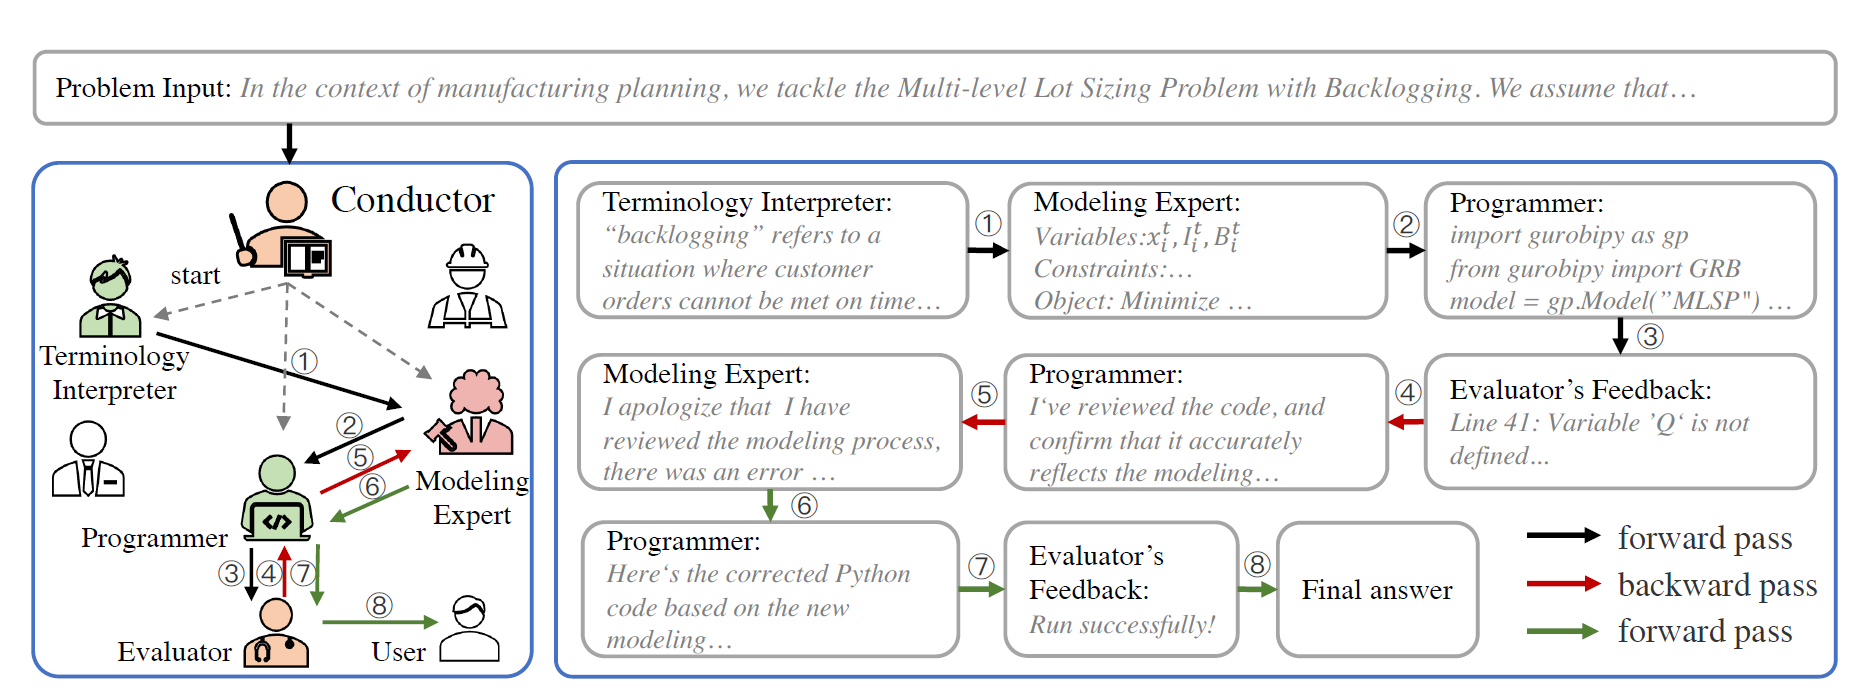 Problem Input: In the context of manufacturing planning, we tackle the Multi-level Lot Sizing Problem with Backlogging. We assume that…
Conductor
start
Terminology
Interpreter
①
②
⑤
⑥
Modeling
Expert
Programmer
③
④
⑦
⑧
Evaluator
User
Terminology Interpreter:
“backlogging” refers to a
situation where customer
orders cannot be met on time…
①
Modeling Expert:
Variables:x_i^t, I_i^t, B_i^t
Constraints:…
Object: Minimize …
②
Programmer:
import gurobipy as gp
from gurobipy import GRB
model = gp.Model(”MLSP") …
③
Evaluator’s Feedback:
Line 41: Variable ’Q‘ is not
defined…
④
Programmer:
I‘ve reviewed the code, and
confirm that it accurately
reflects the modeling…
⑤
Modeling Expert:
I apologize that I have
reviewed the modeling process,
there was an error …
⑥
Programmer:
Here‘s the corrected Python
code based on the new
modeling…
⑦
Evaluator’s
Feedback:
Run successfully!
⑧
Final answer
forward pass
backward pass
forward pass